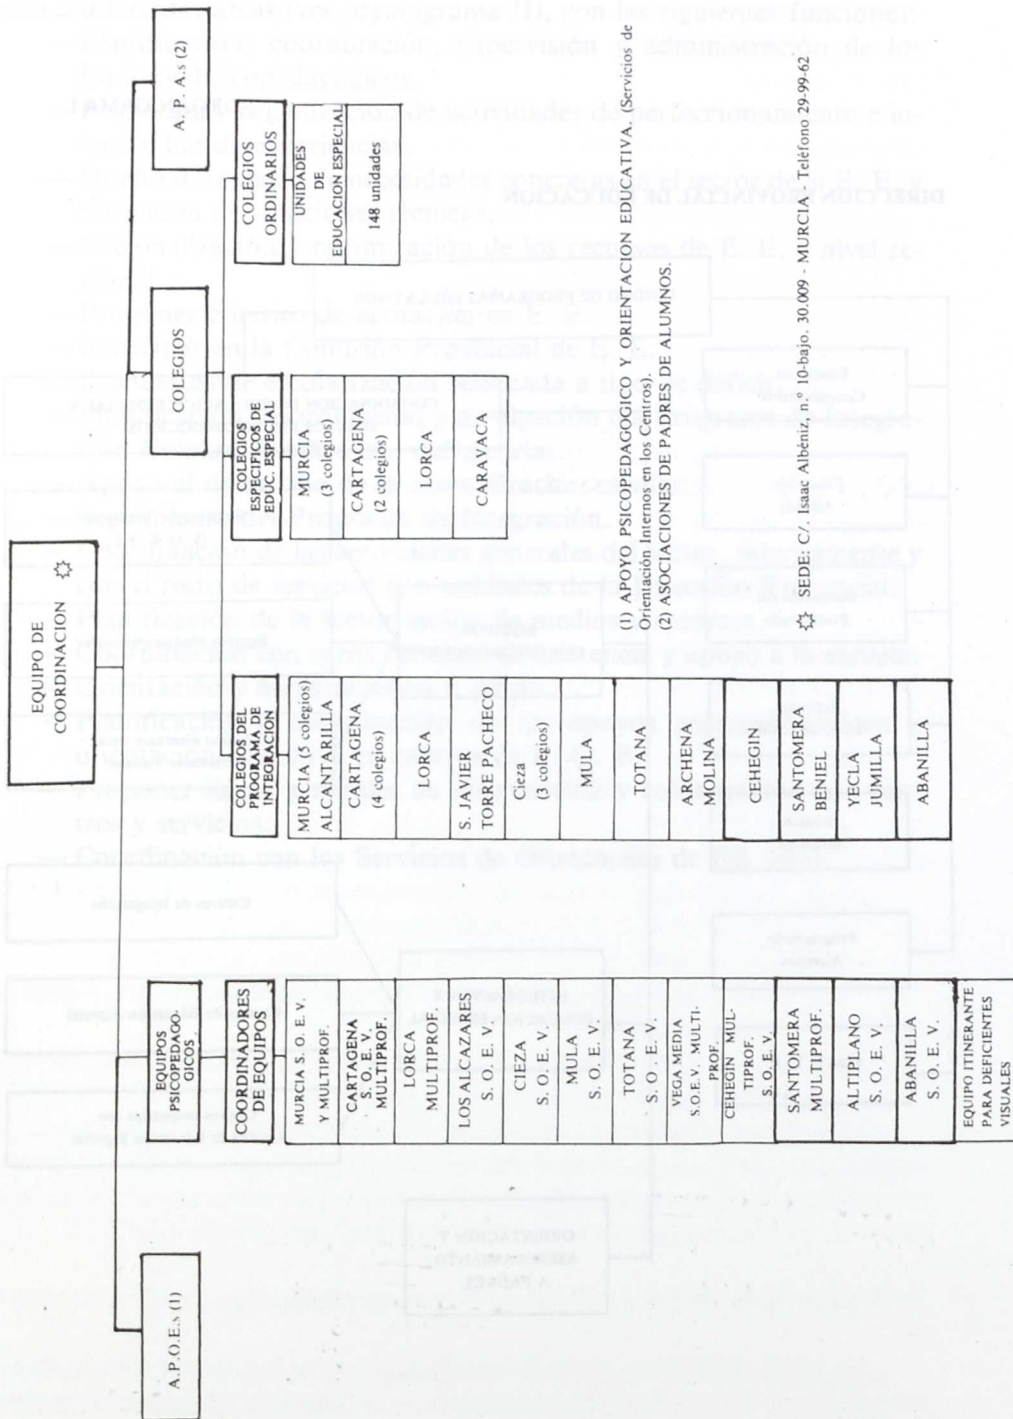 EQUIPO DE
COORDINACION ✩
A.P.O.E.s (1)
EQUIPOS
PSICOPEDAGO
GICOS
COLEGIOS
A.P. A.s (2)
COORDINADORES
DE EQUIPOS
MURCIA S. O. E. V.
Y MULTIPROF.
CARTAGENA
S. O. E. V.
MULTIPROF.
LORCA
MULTIPROF.
LOS ALCAZARES
S. O. E. V.
CIEZA
S. O. E. V.
MULA
S. O. E. V.
TOTANA
S. O. E. V.
VEGA MEDIA
S.O.E.V. MULTI-
PROF.
CEHEGIN MUL-
TIPROF.
S. O. E. V.
SANTOMERA
MULTIPROF.
ALTIPLANO
S. O. E. V.
ABANILLA
S. O. E. V.
EQUIPO ITINERANTE
PARA DEFICIENTES
VISUALES
COLEGIOS DEL
PROGRAMA DE
INTEGRACION
MURCIA (5 colegios)
ALCANTARILLA
CARTAGENA
(4 colegios)
LORCA
S. JAVIER
TORRE PACHECO
Cieza
(3 colegios)
MULA
TOTANA
ARCHENA
MOLINA
CEHEGIN
SANTOMERA
BENIEL
YECLA
JUMILLA
ABANILLA
COLEGIOS
ESPECIFICOS DE
EDUC. ESPECIAL
MURCIA
(3 colegios)
CARTAGENA
(2 colegios)
LORCA
CARAVACA
COLEGIOS
ORDINARIOS
UNIDADES
DE
EDUCACION ESPECIAL
148 unidades
(1) APOYO PSICOPEDAGOGICO Y ORIENTACION EDUCATIVA. (Servicios de
Orientación Internos en los Centros).
(2) ASOCIACIONES DE PADRES DE ALUMNOS.
✩ SEDE: C/. Isaac Albéniz, n.º 10-bajo. 30.009 - MURCIA. Teléfono 29-99-62